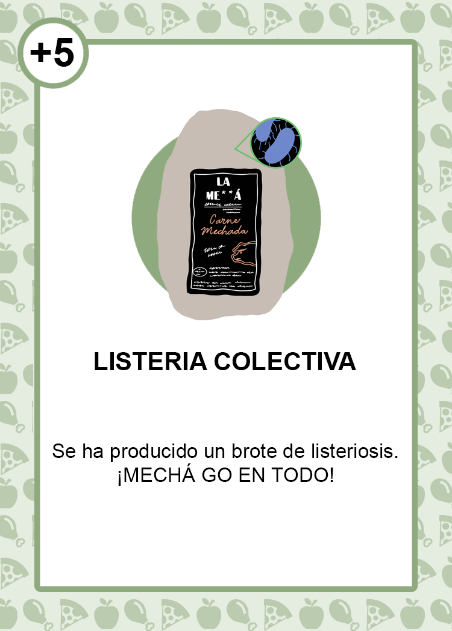 +5
LA
ME**Á
Carne
Mechada
LISTERIA COLECTIVA
Se ha producido un brote de listeriosis.
¡MECHÁ GO EN TODO!